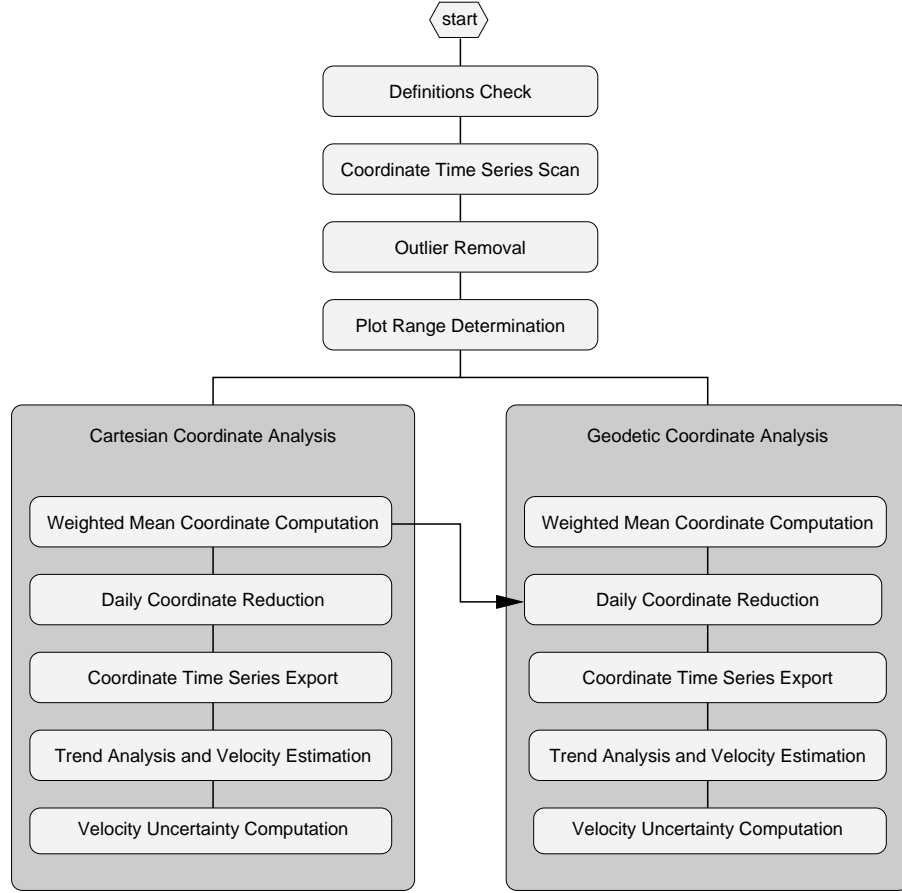 start
Definitions Check
Coordinate Time Series Scan
Outlier Removal
Plot Range Determination
Cartesian Coordinate Analysis
Weighted Mean Coordinate Computation
Daily Coordinate Reduction
Coordinate Time Series Export
Trend Analysis and Velocity Estimation
Velocity Uncertainty Computation
Geodetic Coordinate Analysis
Weighted Mean Coordinate Computation
Daily Coordinate Reduction
Coordinate Time Series Export
Trend Analysis and Velocity Estimation
Velocity Uncertainty Computation